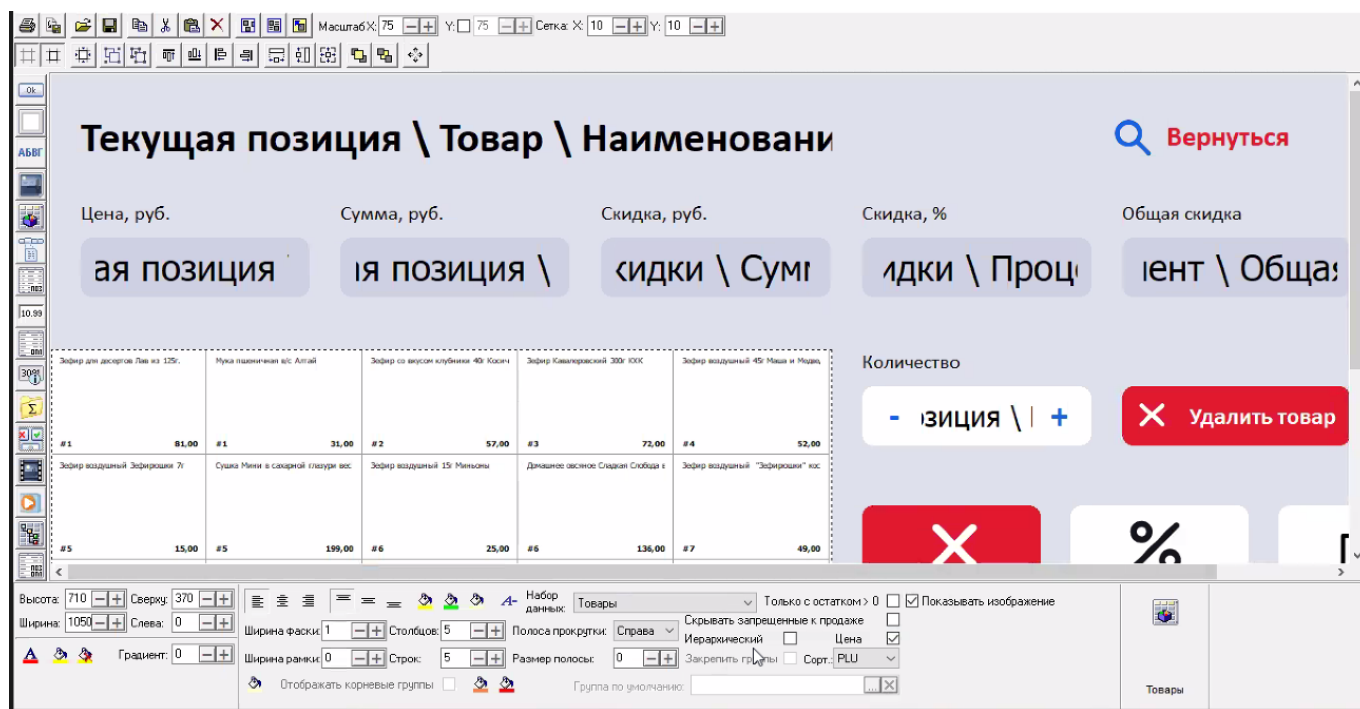 Масштаб X: 75 Y: 75 Сетка: X: 10 Y: 10
Ok
Текущая позиция \ Товар \ Наименовани
Вернуться
АБВГ
Цена, руб. Сумма, руб. Скидка, руб. Скидка, % Общая скидка
ая позиция
ія позиция \
кидки \ Сумі
идки \ Проц
іент \ Обща
10.99
Зефир для десертов Лав из 125г. Мука пшеничная в/с Алтай Зефир со вкусом клубники 40г Косич Зефир Кавалеровский 300г КХК Зефир воздушный 45г Маша и Медве,
Количество
- озиция \ +
Удалить товар
#1 81,00 #1 31,00 #2 57,00 #3 72,00 #4 52,00
Зефир воздушный Зефирошки 7г Сушка Мини в сахарной глазури вес Зефир воздушный 15г Миньоны Домашнее овсяное Сладкая Слобода в Зефир воздушный "Зефирошки" кос
%
#5 15,00 #5 199,00 #6 25,00 #6 136,00 #7 49,00
Высота: 710 Сверху: 370 Набор данных: Товары Только с остатком > 0 Показывать изображение
Ширина: 1050 Слева: 0 Ширина фаски: 1 Столбцов: 5 Полоса прокрутки: Справа Скрывать запрещенные к продаже
Иерархический Цена
Градиент: 0 Ширина рамки: 0 Строк: 5 Размер полосы: 0 Закрепить группы Сорт.: PLU
Отображать корневые группы Группа по умолчанию: ...
Товары